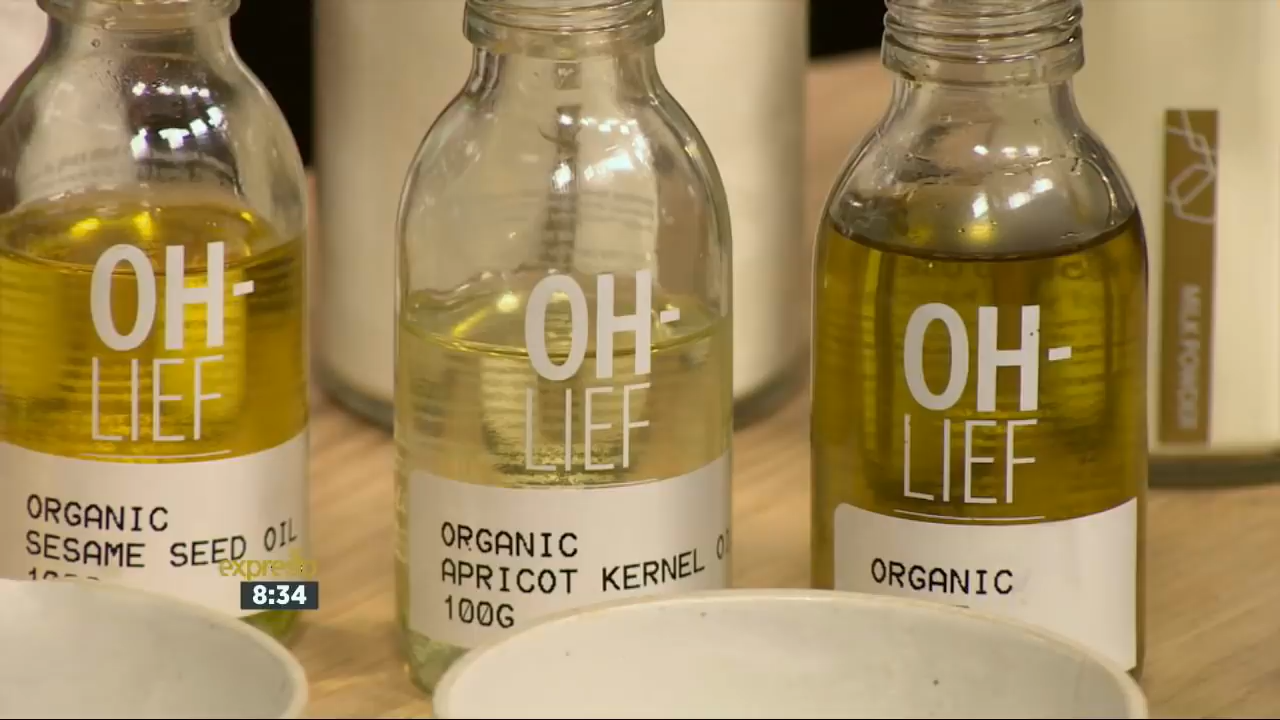 OH-
LIEF
ORGANIC
SESAME SEED OIL
OH-
LIEF
ORGANIC
APRICOT KERNEL
100G
OH-
LIEF
ORGANIC
MILK POWDER
expresso
8:34